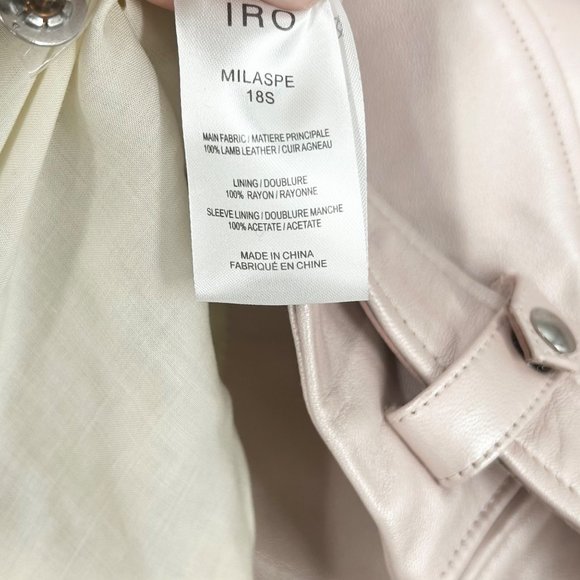 IRO
MILASPE
18S
MAIN FABRIC / MATIERE PRINCIPALE
100% LAMB LEATHER / CUIR AGNEAU
LINING / DOUBLURE
100% RAYON / RAYONNE
SLEEVE LINING / DOUBLURE MANCHE
100% ACETATE / ACETATE
MADE IN CHINA
FABRIQUÉ EN CHINE